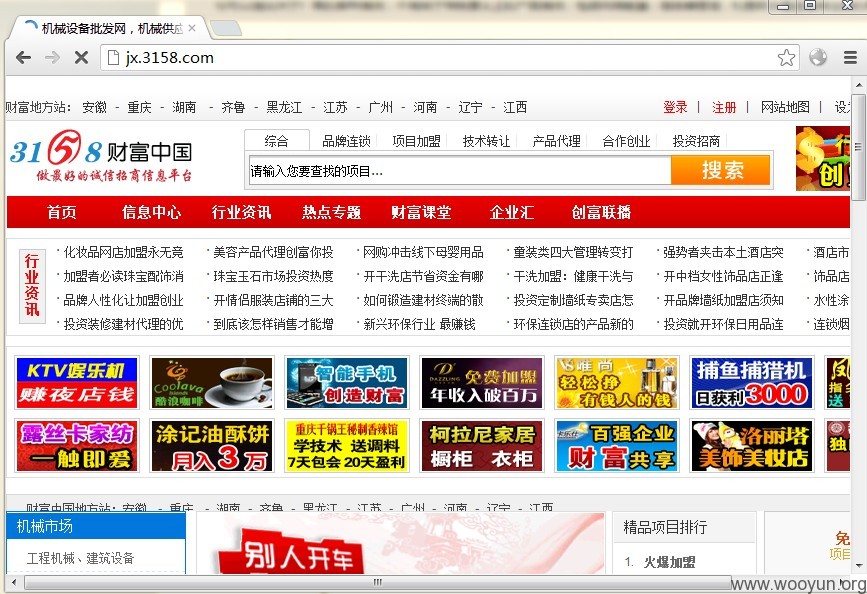 机械设备批发网，机械供应
jx.3158.com
财富地方站： 安徽 - 重庆 - 湖南 - 齐鲁 - 黑龙江 - 江苏 - 广州 - 河南 - 辽宁 - 江西
登录 | 注册 | 网站地图 | 设为
3158 财富中国
做最好的诚信招商信息平台
综合 品牌连锁 项目加盟 技术转让 产品代理 合作创业 投资招商
请输入您要查找的项目... 搜索
创
首页 信息中心 行业资讯 热点专题 财富课堂 企业汇 创富联播
行业资讯
· 化妆品网店加盟永无竟 · 美容产品代理创富你投 · 网购冲击线下母婴用品 · 童装类四大管理转变打 · 强势者夹击本土酒店突 · 酒店市
· 加盟者必读珠宝配饰消 · 珠宝玉石市场投资热度 · 开干洗店节省资金有哪 · 干洗加盟：健康干洗与 · 开中档女性饰品店正逢 · 饰品店
· 品牌人性化让加盟创业 · 开情侣服装店铺的三大 · 如何锻造建材终端的散 · 投资定制墙纸专卖店怎 · 开品牌墙纸加盟店须知 · 水性涂
· 投资装修建材代理的优 · 到底该怎样销售才能增 · 新兴环保行业 最赚钱 · 环保连锁店的产品新的 · 投资就开环保日用品连 · 连锁烟
KTV娱乐机
赚夜店钱
Coolava Islands
酷浪咖啡
智能手机
创造财富
DAZZLING 免费加盟
年收入破百万
唯尚
轻松挣
有钱人的钱
捕鱼捕猎机
日获利3000
露丝卡家纺
一触即爱
涂记油酥饼
月入3万
重庆千锅王秘制香辣馆
学技术 送调料
7天包会 20天盈利
柯拉尼家居
橱柜 衣柜
百强企业
财富共享
洛丽塔
美饰美妆店
财富中国地方站：安徽 - 重庆 - 湖南 - 齐鲁 - 黑龙江 - 江苏 - 广州 - 河南 - 辽宁 - 江西
机械市场
工程机械、建筑设备
别人开车
精品项目排行
1. 火爆加盟
免
项目
www.wooyun.org